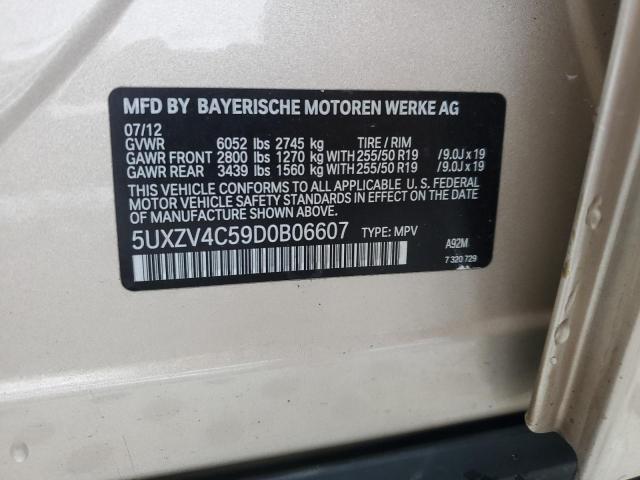 MFD BY BAYERISCHE MOTOREN WERKE AG
07/12
GVWR 6052 lbs 2745 kg TIRE / RIM
GAWR FRONT 2800 lbs 1270 kg WITH 255/50 R19 / 9.0J x 19
GAWR REAR 3439 lbs 1560 kg WITH 255/50 R19 / 9.0J x 19
THIS VEHICLE CONFORMS TO ALL APPLICABLE U. S. FEDERAL
MOTOR VEHICLE SAFETY STANDARDS IN EFFECT ON THE DATE
OF MANUFACTURE SHOWN ABOVE.
5UXZV4C59D0B06607 TYPE: MPV
A92M
7 320 729